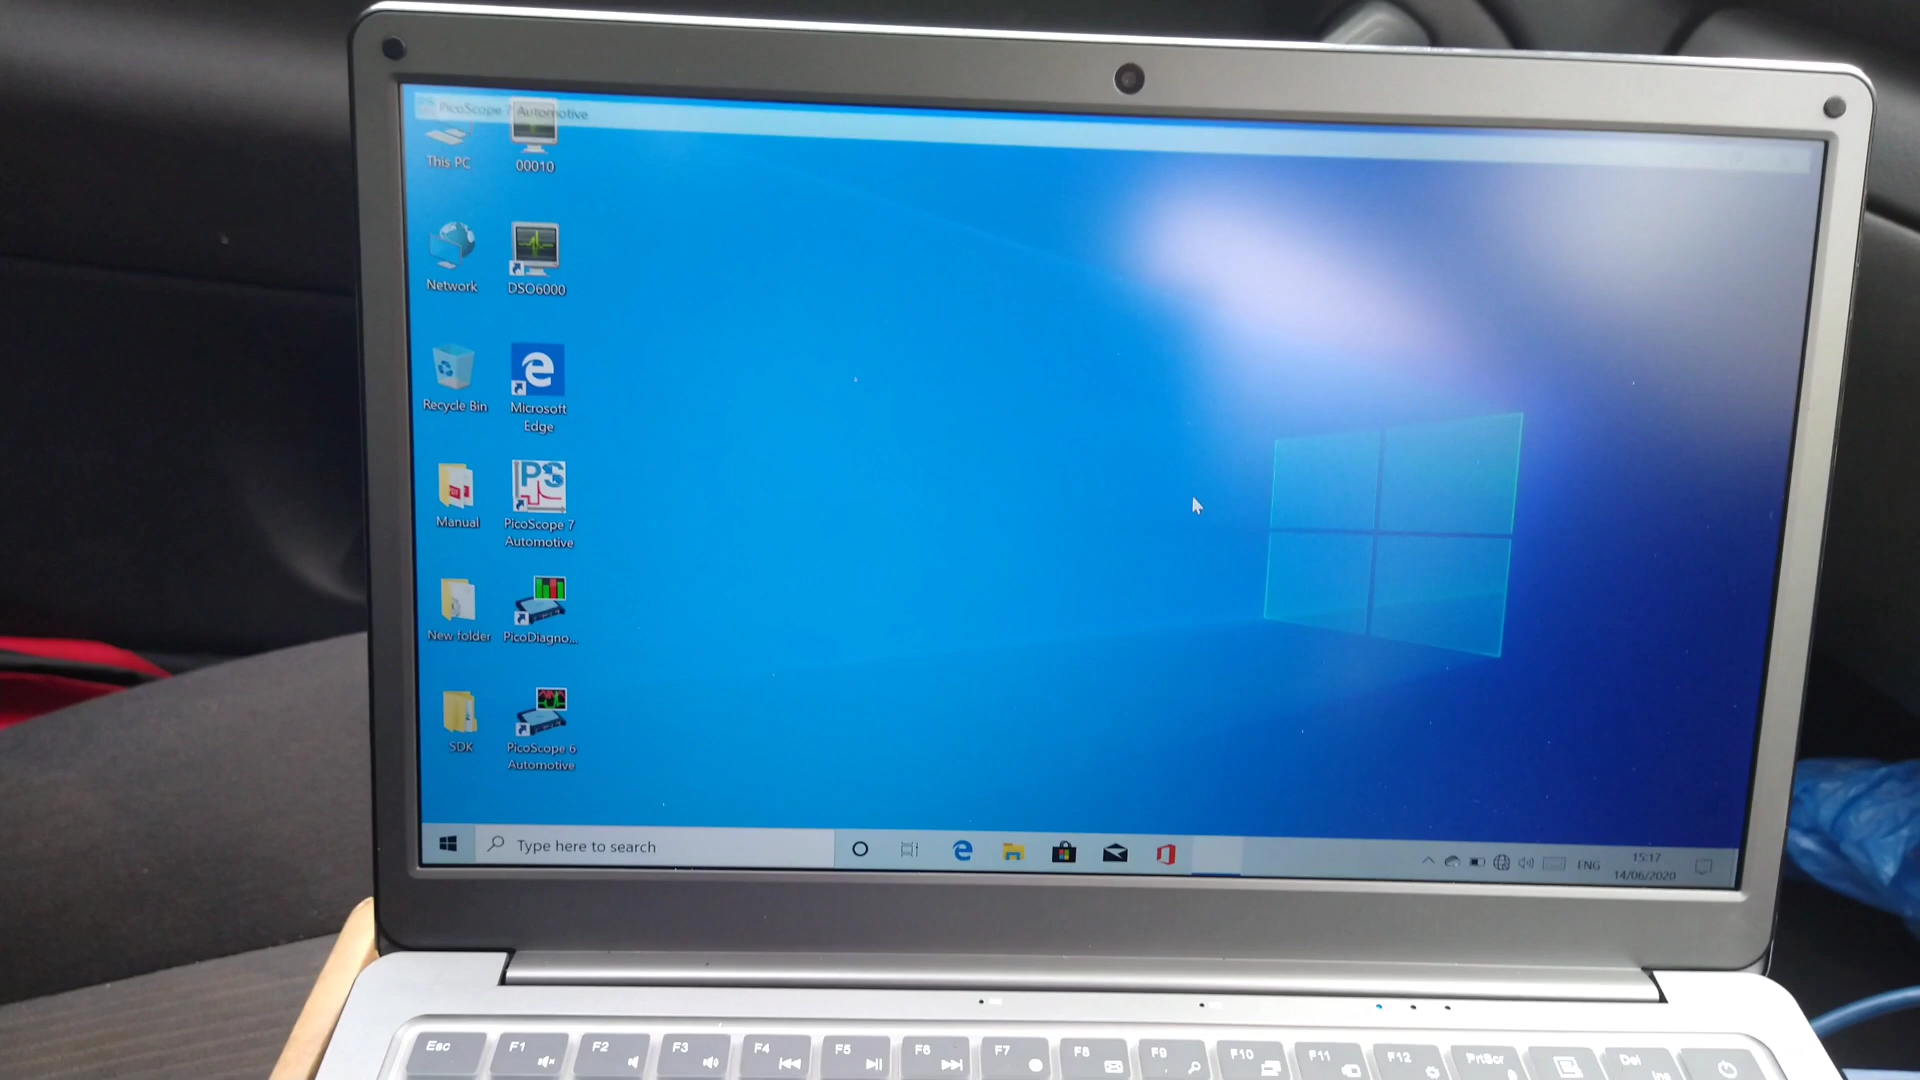 PicoScope 7 Automotive
This PC
00010
Network
DSO6000
Recycle Bin
Microsoft
Edge
Manual
PS
PicoScope 7
Automotive
New folder
PicoDiagno...
SDK
PicoScope 6
Automotive
Type here to search
ENG
15:17
14/06/2020
Esc
F1
F2
F3
F4
F5
F6
F7
F8
F9
F10
F11
F12
PrtScr
Del
Ins